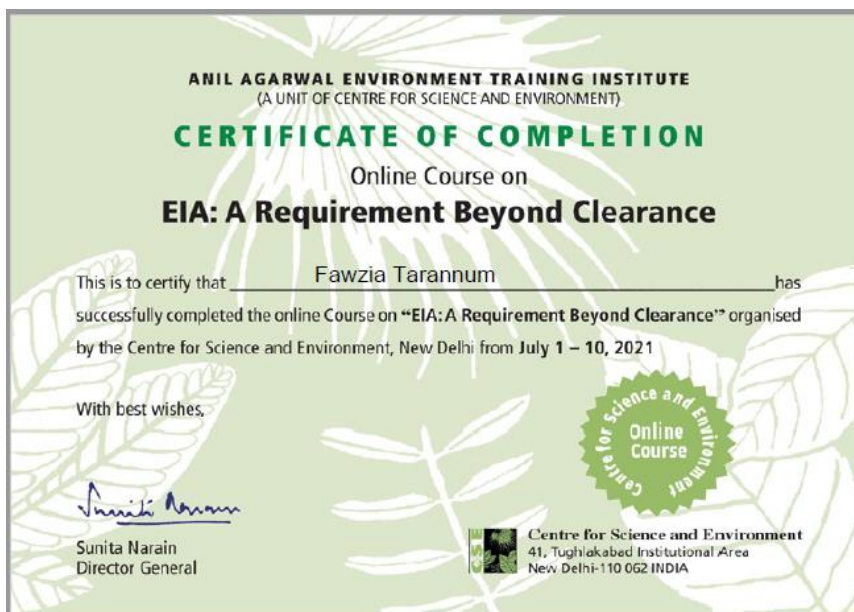 ANIL AGARWAL ENVIRONMENT TRAINING INSTITUTE
(A UNIT OF CENTRE FOR SCIENCE AND ENVIRONMENT)
CERTIFICATE OF COMPLETION
Online Course on
EIA: A Requirement Beyond Clearance
This is to certify that Fawzia Tarannum has
successfully completed the online Course on “EIA: A Requirement Beyond Clearance” organised
by the Centre for Science and Environment, New Delhi from July 1 – 10, 2021
With best wishes,
Centre for Science and Environment
Online
Course
Sunita Narain
Sunita Narain
Director General
CSE
Centre for Science and Environment
41, Tughlakabad Institutional Area
New Delhi-110 062 INDIA